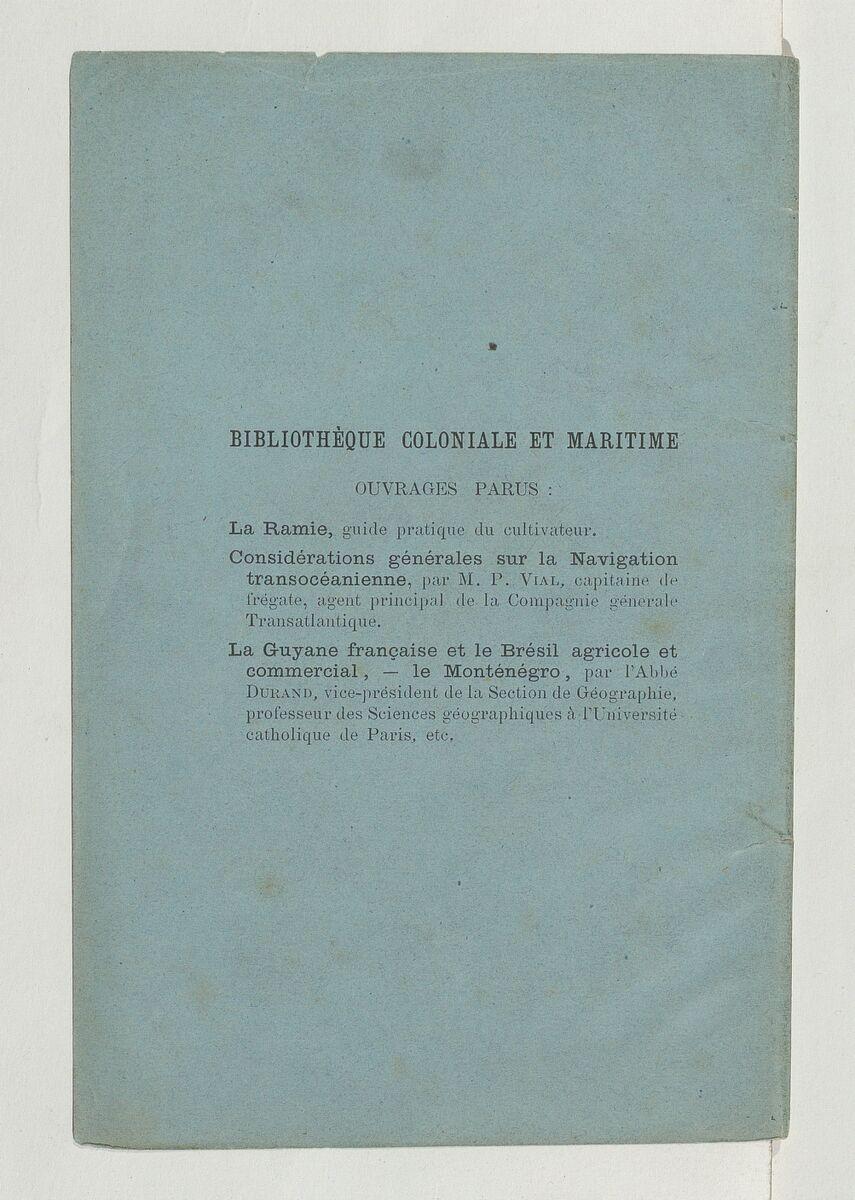 BIBLIOTHÈQUE COLONIALE ET MARITIME
OUVRAGES PARUS :
La Ramie, guide pratique du cultivateur.
Considérations générales sur la Navigation
transocéanienne, par M. P. VIAL, capitaine de
frégate, agent principal de la Compagnie générale
Transatlantique.
La Guyane française et le Brésil agricole et
commercial, — le Monténégro, par l'Abbé
DURAND, vice-président de la Section de Géographie,
professeur des Sciences géographiques à l'Université
catholique de Paris, etc.